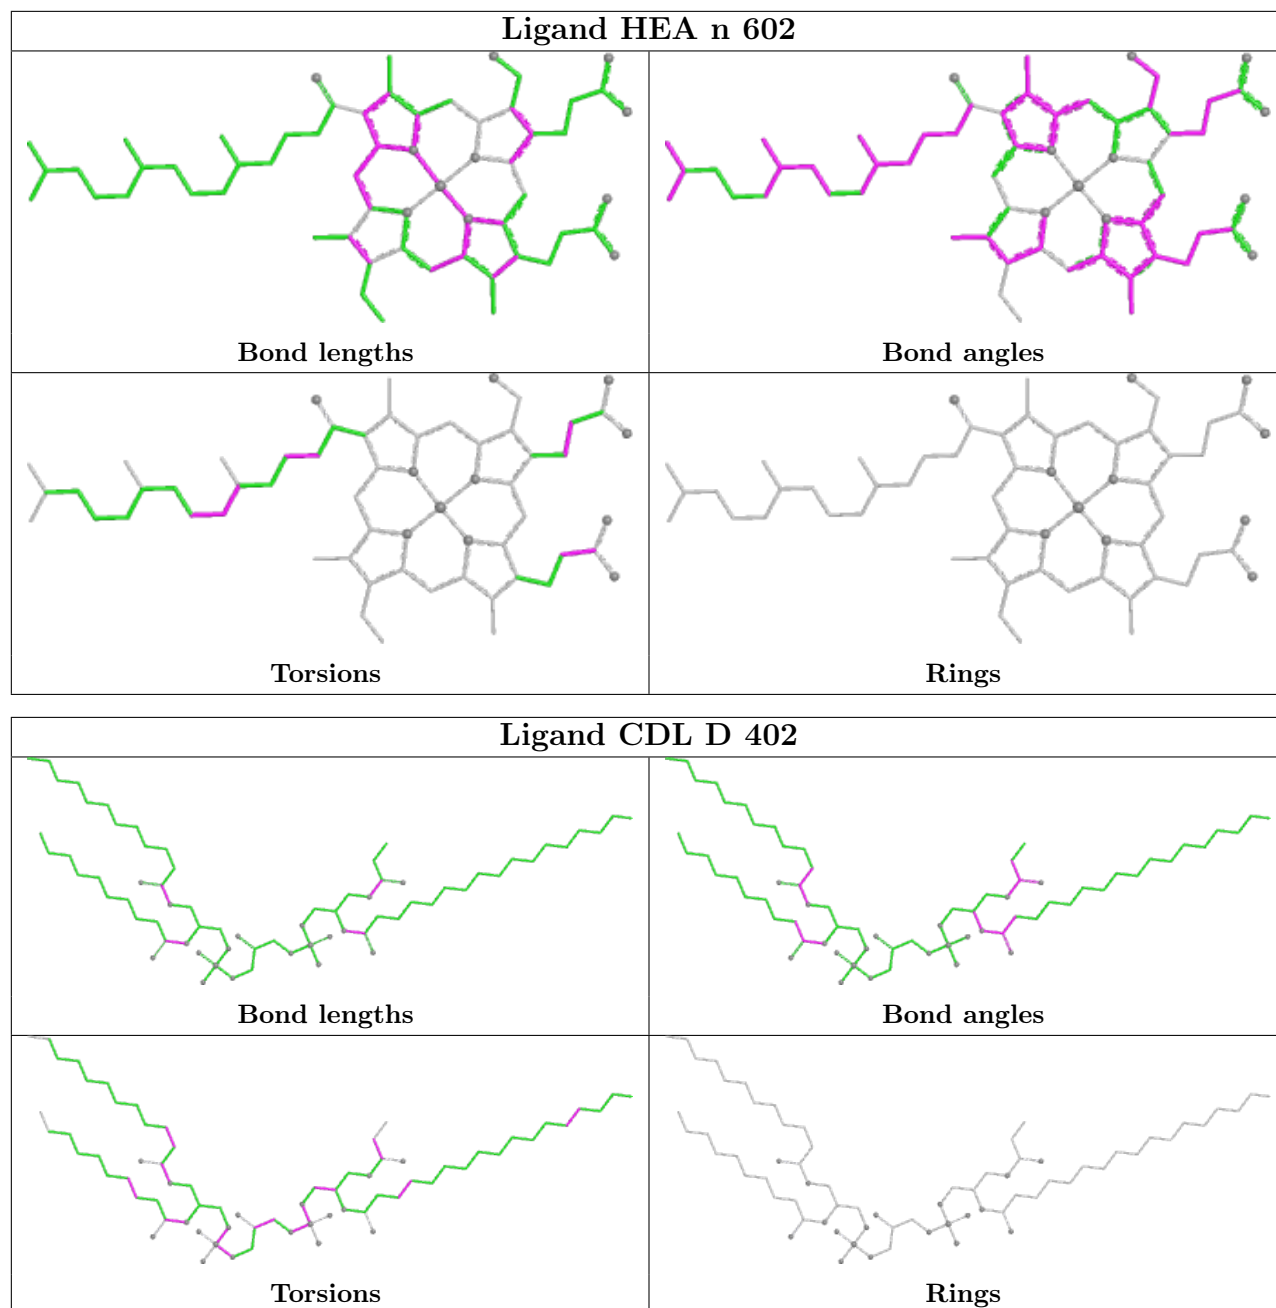 Ligand HEA n 602
Bond lengths
Bond angles
Torsions
Rings
Ligand CDL D 402
Bond lengths
Bond angles
Torsions
Rings